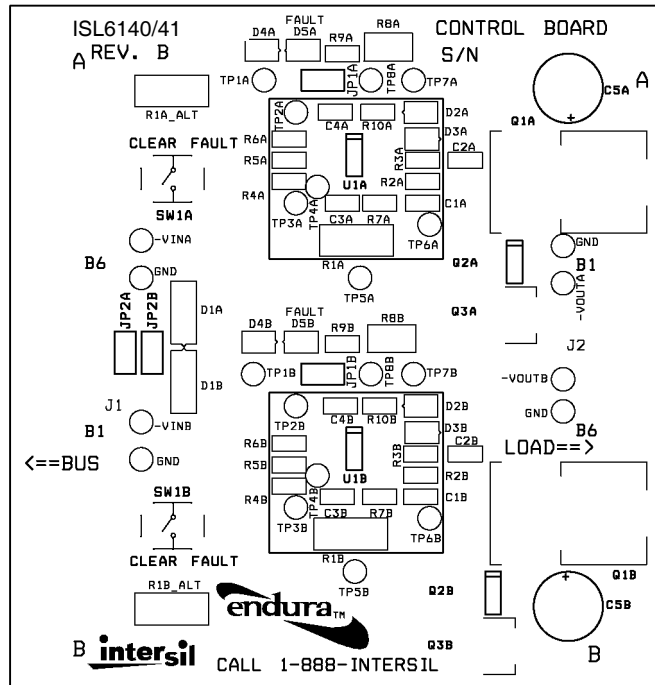 ISL6140/41
REV. B
A
FAULT
D4A D5A R9A R8A
CONTROL BOARD
S/N
A
TP1A JP1A TP8A TP7A
R1A_ALT
C5A
+
TP2A C4A R10A D2A
Q1A
CLEAR FAULT
R6A D3A
R5A U1A R3A C2A
R4A R2A
SW1A
TP3A TP4A C3A R7A C1A
TP6A
-VINA
R1A
GND
B6
Q2A
B1
GND
TP5A
-VOUTA
JP2A JP2B D1A
Q3A
FAULT
D4B D5B R9B R8B
J2
D1B
TP1B JP1B TP8B TP7B
-VOUTB
J1
TP2B C4B R10B D2B
GND
B1
-VINB
D3B
B6
R6B R3B C2B
LOAD==>
<==BUS
GND
R5B U1B R2B
R4B
SW1B
TP3B TP4B C3B R7B C1B
TP6B
R1B
CLEAR FAULT
TP5B
R1B_ALT
Q2B
+
Q1B
C5B
endura™
B
intersil
Q3B
B
CALL 1-888-INTERSIL